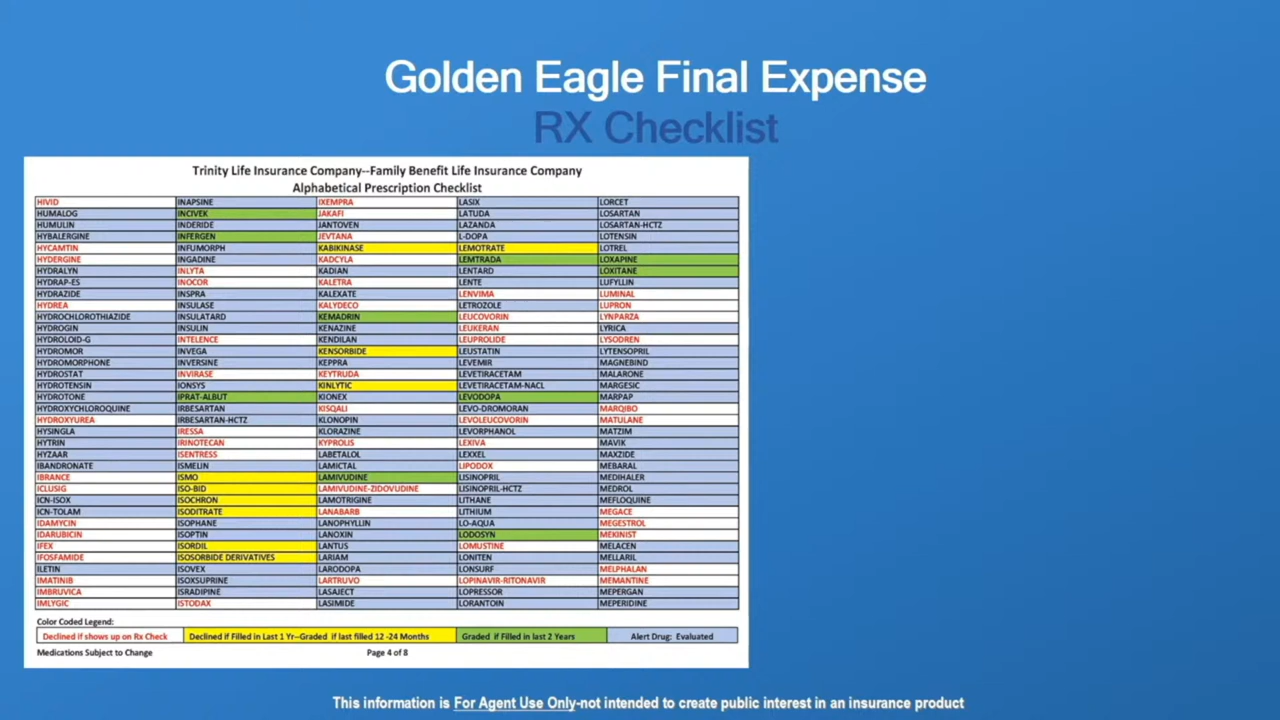 Golden Eagle Final Expense
RX Checklist
Trinity Life Insurance Company--Family Benefit Life Insurance Company
Alphabetical Prescription Checklist
HIVID INAPSINE IXEMPRA LASIX LORCET
HUMALOG INCIVEK JAKAFI LATUDA LOSARTAN
HUMULIN INDERIDE JANTOVEN LAZANDA LOSARTAN-HCTZ
HYBALERGINE INFERGEN JEVTANA L-DOPA LOTENSIN
HYCAMTIN INFUMORPH KABIKINASE LEMOTRATE LOTREL
HYDERGINE INGADINE KADCYLA LEMTRADA LOXAPINE
HYDRALYN INLYTA KADIAN LENTARD LOXITANE
HYDRAP-ES INOCOR KALETRA LENTE LUFYLLIN
HYDRAZIDE INSPRA KALEXATE LENVIMA LUMINAL
HYDREA INSULASE KALYDECO LETROZOLE LUPRON
HYDROCHLOROTHIAZIDE INSULATARD KEMADRIN LEUCOVORIN LYNPARZA
HYDROGIN INSULIN KENAZINE LEUKERAN LYRICA
HYDROLOID-G INTELENCE KENDILAN LEUPROLIDE LYSODREN
HYDROMOR INVEGA KENSORBIDE LEUSTATIN LYTENSOPRIL
HYDROMORPHONE INVERSINE KEPPRA LEVEMIR MAGNEBIND
HYDROSTAT INVIRASE KEYTRUDA LEVETIRACETAM MALARONE
HYDROTENSIN IONSYS KINLYTIC LEVETIRACETAM-NACL MARGESIC
HYDROTONE IPRAT-ALBUT KIONEX LEVODOPA MARPAP
HYDROXYCHLOROQUINE IRBESARTAN KISQALI LEVO-DROMORAN MARQIBO
HYDROXYUREA IRBESARTAN-HCTZ KLONOPIN LEVOLEUCOVORIN MATULANE
HYSINGLA IRESSA KLORAZINE LEVORPHANOL MATZIM
HYTRIN IRINOTECAN KYPROLIS LEXIVA MAVIK
HYZAAR ISENTRESS LABETALOL LEXXEL MAXZIDE
IBANDRONATE ISMELIN LAMICTAL LIPODOX MEBARAL
IBRANCE ISMO LAMIVUDINE LISINOPRIL MEDIHALER
ICLUSIG ISO-BID LAMIVUDINE-ZIDOVUDINE LISINOPRIL-HCTZ MEDROL
ICN-ISOX ISOCHRON LAMOTRIGINE LITHANE MEFLOQUINE
ICN-TOLAM ISODITRATE LANABARB LITHIUM MEGACE
IDAMYCIN ISOPHANE LANOPHYLLIN LO-AQUA MEGESTROL
IDARUBICIN ISOPTIN LANOXIN LODOSYN MEKINIST
IFEX ISORDIL LANTUS LOMUSTINE MELACEN
IFOSFAMIDE ISOSORBIDE DERIVATIVES LARIAM LONITEN MELLARIL
ILETIN ISOVEX LARODOPA LONSURF MELPHALAN
IMATINIB ISOXSUPRINE LARTRUVO LOPINAVIR-RITONAVIR MEMANTINE
IMBRUVICA ISRADIPINE LASAJECT LOPRESSOR MEPERGAN
IMLYGIC ISTODAX LASIMIDE LORANTOIN MEPERIDINE
Color Coded Legend:
Declined if shows up on Rx Check Declined if Filled in Last 1 Yr--Graded if last filled 12 -24 Months Graded if Filled in last 2 Years Alert Drug: Evaluated
Medications Subject to Change Page 4 of 8
This information is For Agent Use Only-not intended to create public interest in an insurance product